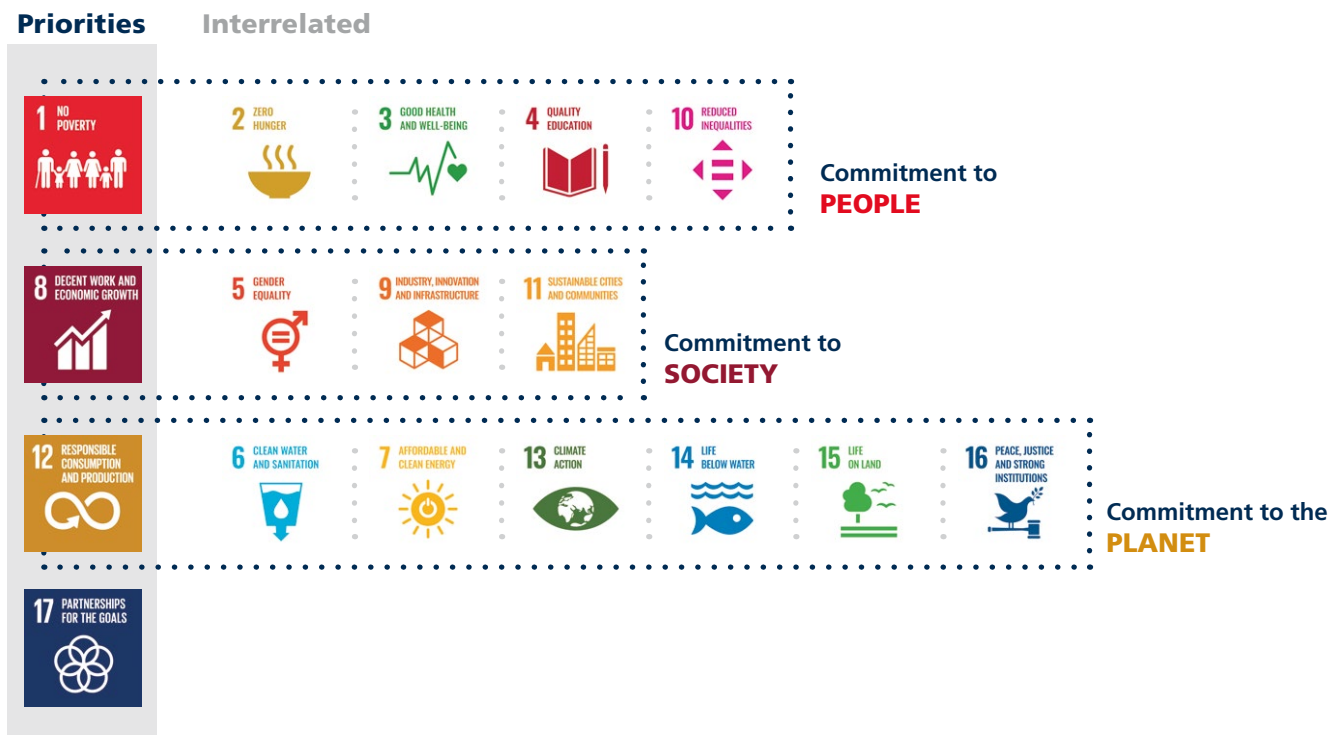 Priorities Interrelated
1 NO
POVERTY
2 ZERO
HUNGER
3 GOOD HEALTH
AND WELL-BEING
4 QUALITY
EDUCATION
10 REDUCED
INEQUALITIES
Commitment to
PEOPLE
8 DECENT WORK AND
ECONOMIC GROWTH
5 GENDER
EQUALITY
9 INDUSTRY, INNOVATION
AND INFRASTRUCTURE
11 SUSTAINABLE CITIES
AND COMMUNITIES
Commitment to
SOCIETY
12 RESPONSIBLE
CONSUMPTION
AND PRODUCTION
6 CLEAN WATER
AND SANITATION
7 AFFORDABLE AND
CLEAN ENERGY
13 CLIMATE
ACTION
14 LIFE
BELOW WATER
15 LIFE
ON LAND
16 PEACE, JUSTICE
AND STRONG
INSTITUTIONS
Commitment to the
PLANET
17 PARTNERSHIPS
FOR THE GOALS